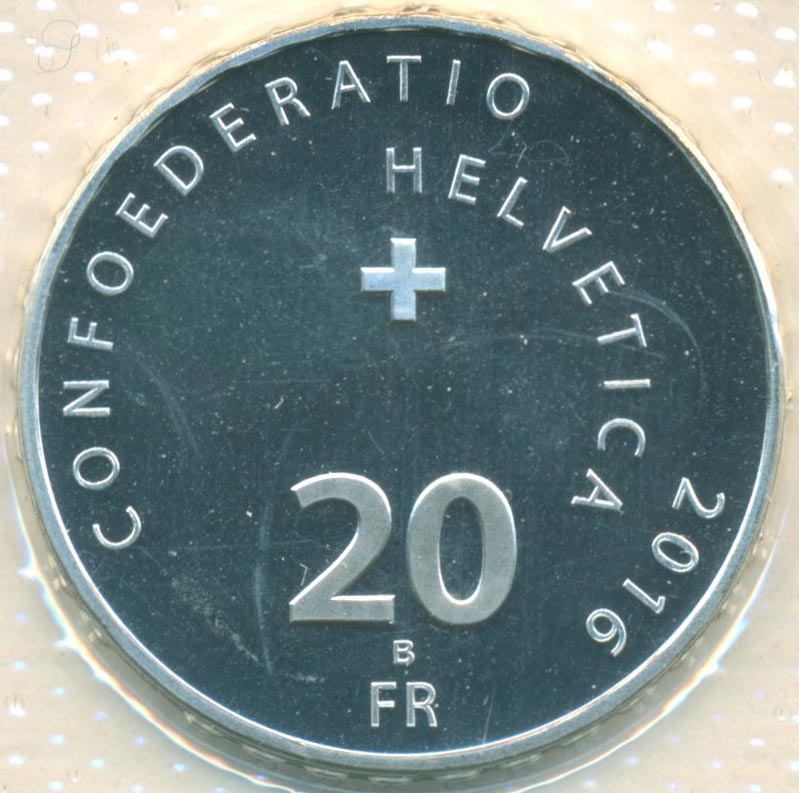 CONFOEDERATIO
HELVETICA
2016
20
B
FR